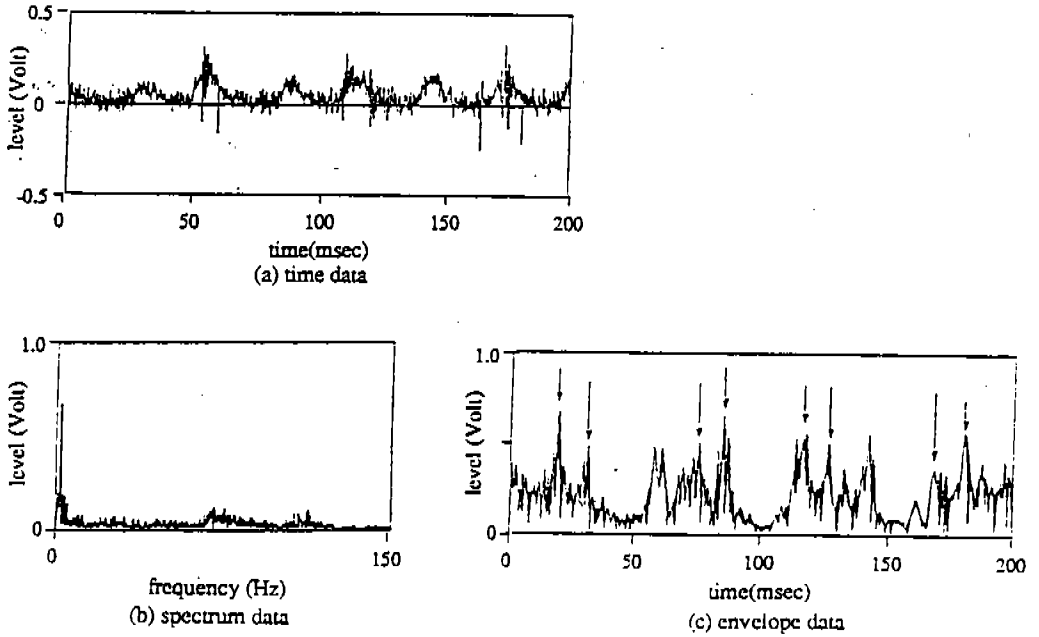 0.5
level (Volt)
0
-0.5
0 50 100 150 200
time(msec)
(a) time data
1.0
level (Volt)
0
0 150
frequency (Hz)
(b) spectrum data
1.0
level (Volt)
0
0 50 100 150 200
time(msec)
(c) envelope data